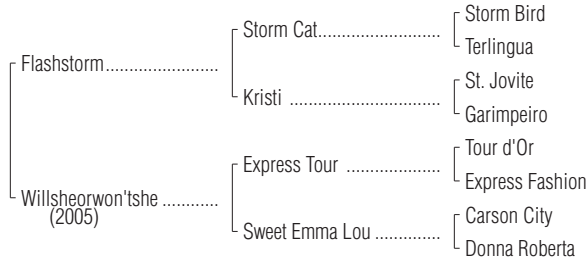 Storm Bird
Storm Cat........................
Terlingua
Flashstorm......................
St. Jovite
Kristi ..............................
Garimpeiro
Tour d'Or
Express Tour ...................
Express Fashion
Willsheorwon'tshe ...........
(2005)
Carson City
Sweet Emma Lou .............
Donna Roberta